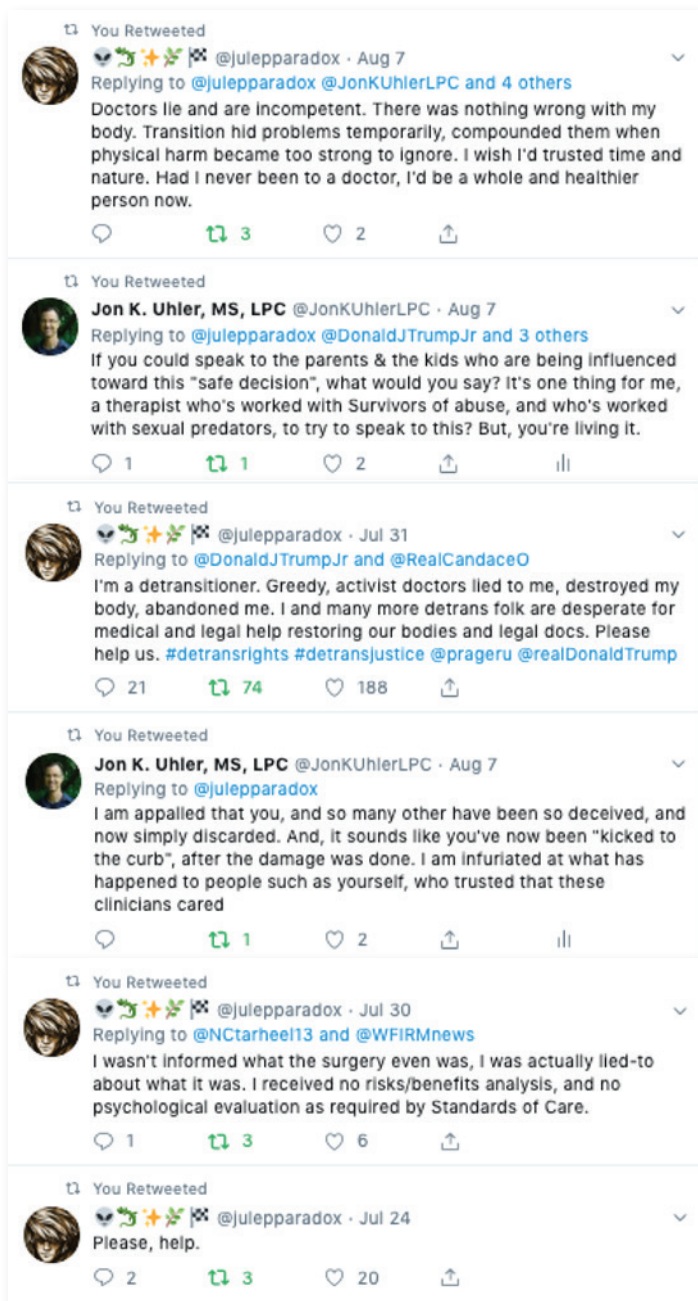 You Retweeted
👽🐉✨🌿🏁 @julepparadox · Aug 7
Replying to @julepparadox @JonKUhlerLPC and 4 others
Doctors lie and are incompetent. There was nothing wrong with my
body. Transition hid problems temporarily, compounded them when
physical harm became too strong to ignore. I wish I'd trusted time and
nature. Had I never been to a doctor, I'd be a whole and healthier
person now.
3 2
You Retweeted
Jon K. Uhler, MS, LPC @JonKUhlerLPC · Aug 7
Replying to @julepparadox @DonaldJTrumpJr and 3 others
If you could speak to the parents & the kids who are being influenced
toward this "safe decision", what would you say? It's one thing for me,
a therapist who's worked with Survivors of abuse, and who's worked
with sexual predators, to try to speak to this? But, you're living it.
1 1 2
You Retweeted
👽🐉✨🌿🏁 @julepparadox · Jul 31
Replying to @DonaldJTrumpJr and @RealCandaceO
I'm a detransitioner. Greedy, activist doctors lied to me, destroyed my
body, abandoned me. I and many more detrans folk are desperate for
medical and legal help restoring our bodies and legal docs. Please
help us. #detransrights #detransjustice @prageru @realDonaldTrump
21 74 188
You Retweeted
Jon K. Uhler, MS, LPC @JonKUhlerLPC · Aug 7
Replying to @julepparadox
I am appalled that you, and so many other have been so deceived, and
now simply discarded. And, it sounds like you've now been "kicked to
the curb", after the damage was done. I am infuriated at what has
happened to people such as yourself, who trusted that these
clinicians cared
1 2
You Retweeted
👽🐉✨🌿🏁 @julepparadox · Jul 30
Replying to @NCtarheel13 and @WFIRMnews
I wasn't informed what the surgery even was, I was actually lied-to
about what it was. I received no risks/benefits analysis, and no
psychological evaluation as required by Standards of Care.
1 3 6
You Retweeted
👽🐉✨🌿🏁 @julepparadox · Jul 24
Please, help.
2 3 20